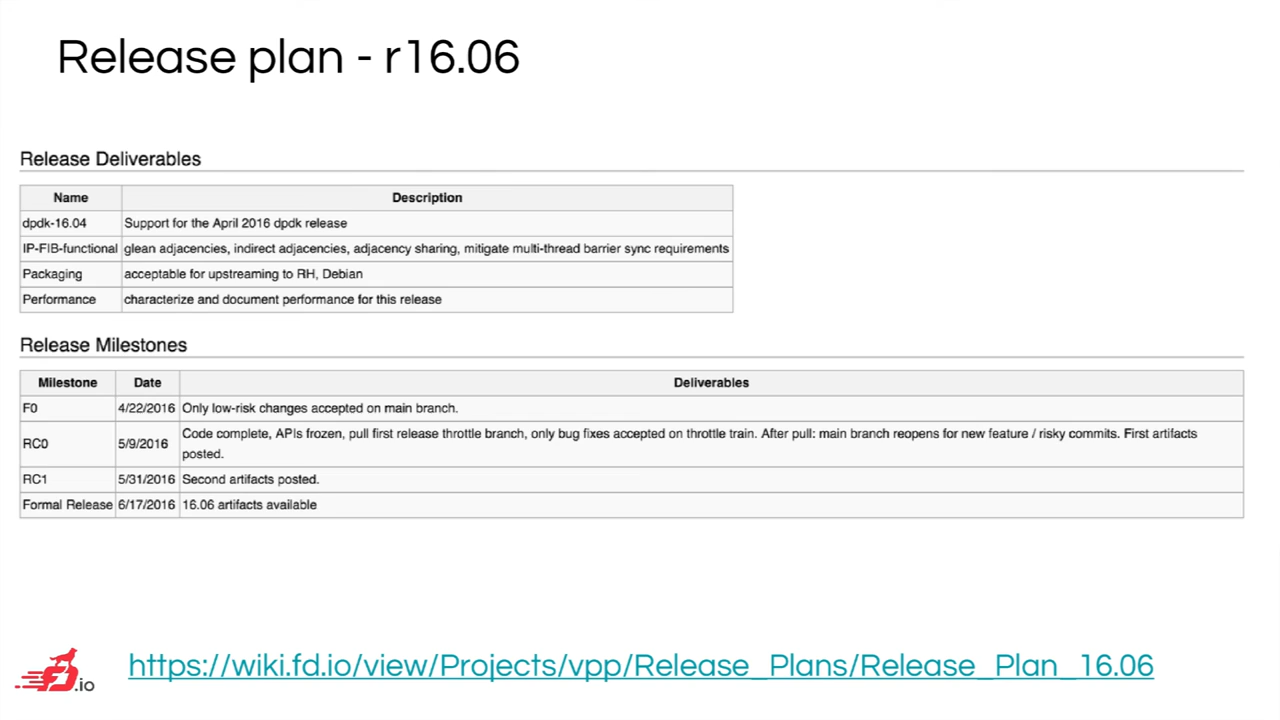 Release plan - r16.06
Release Deliverables
Name Description
dpdk-16.04 Support for the April 2016 dpdk release
IP-FIB-functional glean adjacencies, indirect adjacencies, adjacency sharing, mitigate multi-thread barrier sync requirements
Packaging acceptable for upstreaming to RH, Debian
Performance characterize and document performance for this release
Release Milestones
Milestone Date Deliverables
F0 4/22/2016 Only low-risk changes accepted on main branch.
RC0 5/9/2016 Code complete, APIs frozen, pull first release throttle branch, only bug fixes accepted on throttle train. After pull: main branch reopens for new feature / risky commits. First artifacts
posted.
RC1 5/31/2016 Second artifacts posted.
Formal Release 6/17/2016 16.06 artifacts available
.io https://wiki.fd.io/view/Projects/vpp/Release_Plans/Release_Plan_16.06